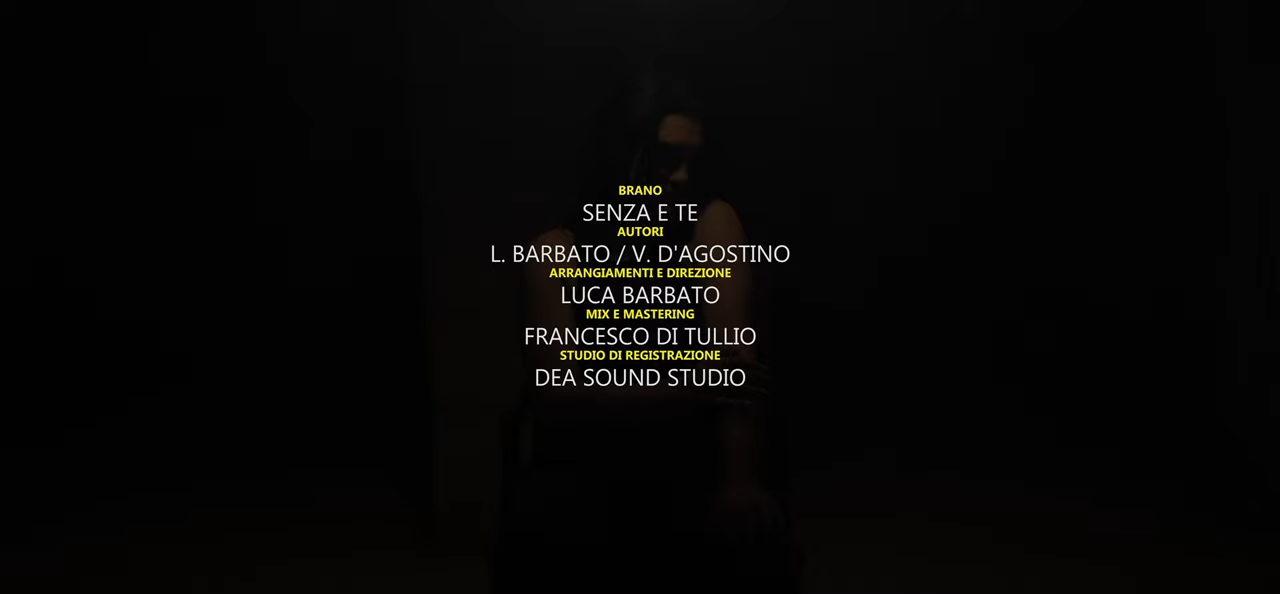 BRANO
SENZA E TE
AUTORI
L. BARBATO / V. D'AGOSTINO
ARRANGIAMENTI E DIREZIONE
LUCA BARBATO
MIX E MASTERING
FRANCESCO DI TULLIO
STUDIO DI REGISTRAZIONE
DEA SOUND STUDIO